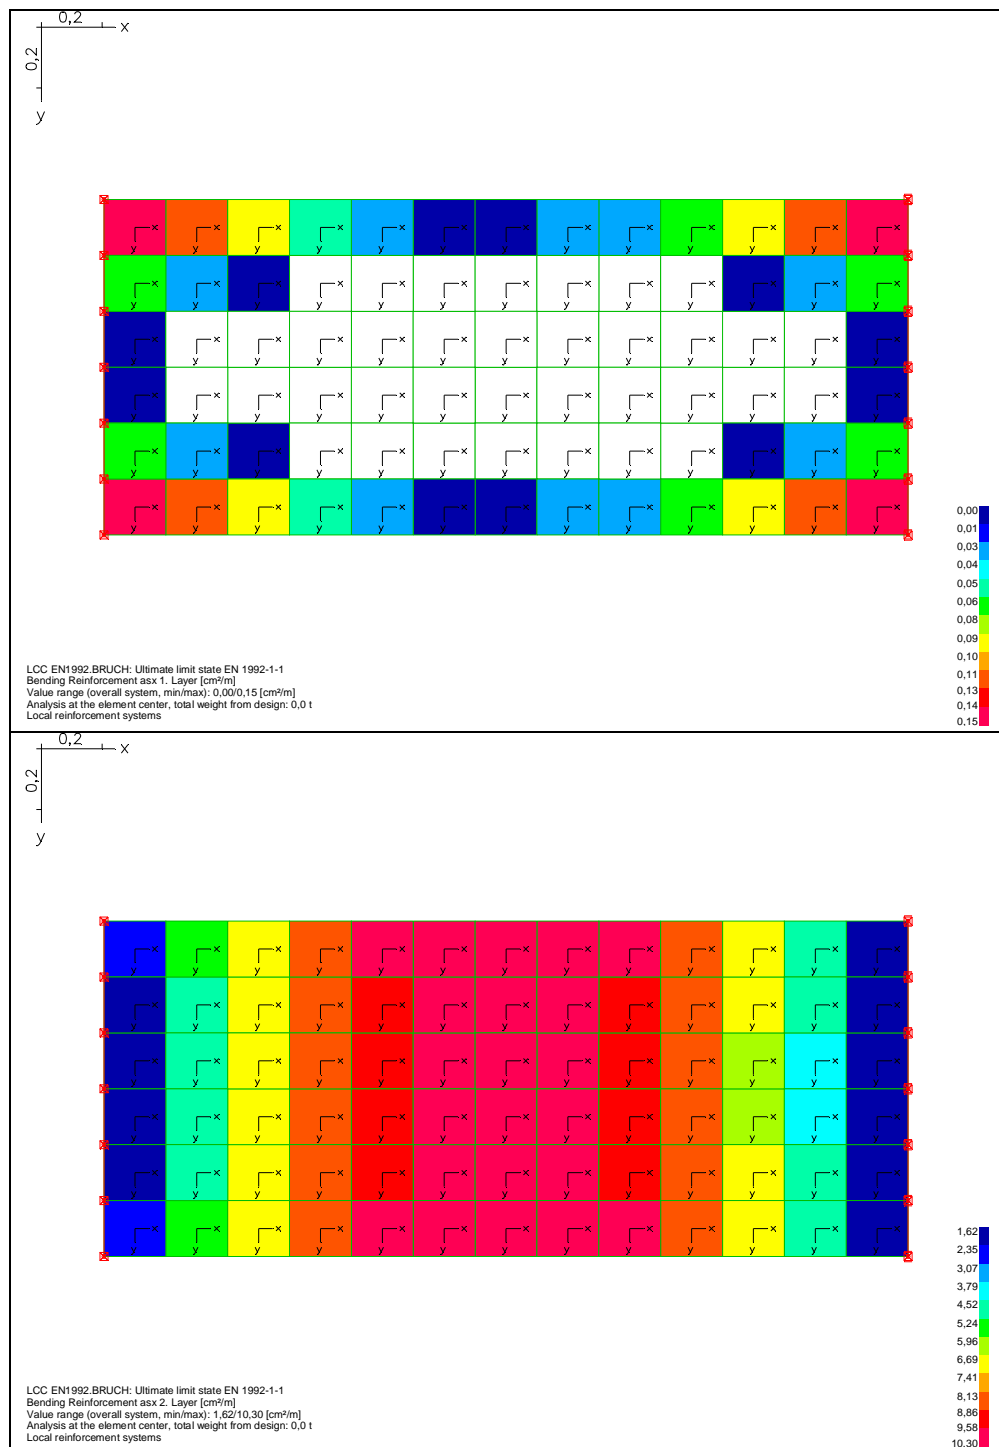 0,2
x
0,2
y
x x x x x x x x x x x x x
y y y y y y y y y y y y y
x x x x x x x x x x x x x
y y y y y y y y y y y y y
x x x x x x x x x x x x x
y y y y y y y y y y y y y
x x x x x x x x x x x x x
y y y y y y y y y y y y y
x x x x x x x x x x x x x
y y y y y y y y y y y y y
x x x x x x x x x x x x x
y y y y y y y y y y y y y
0,00
0,01
0,03
0,04
0,05
0,06
0,08
0,09
0,10
0,11
0,13
0,14
0,15
LCC EN1992.BRUCH: Ultimate limit state EN 1992-1-1
Bending Reinforcement asx 1. Layer [cm²/m]
Value range (overall system, min/max): 0,00/0,15 [cm²/m]
Analysis at the element center, total weight from design: 0,0 t
Local reinforcement systems
0,2
x
0,2
y
x x x x x x x x x x x x x
y y y y y y y y y y y y y
x x x x x x x x x x x x x
y y y y y y y y y y y y y
x x x x x x x x x x x x x
y y y y y y y y y y y y y
x x x x x x x x x x x x x
y y y y y y y y y y y y y
x x x x x x x x x x x x x
y y y y y y y y y y y y y
x x x x x x x x x x x x x
y y y y y y y y y y y y y
1,62
2,35
3,07
3,79
4,52
5,24
5,96
6,69
7,41
8,13
8,86
9,58
10,30
LCC EN1992.BRUCH: Ultimate limit state EN 1992-1-1
Bending Reinforcement asx 2. Layer [cm²/m]
Value range (overall system, min/max): 1,62/10,30 [cm²/m]
Analysis at the element center, total weight from design: 0,0 t
Local reinforcement systems